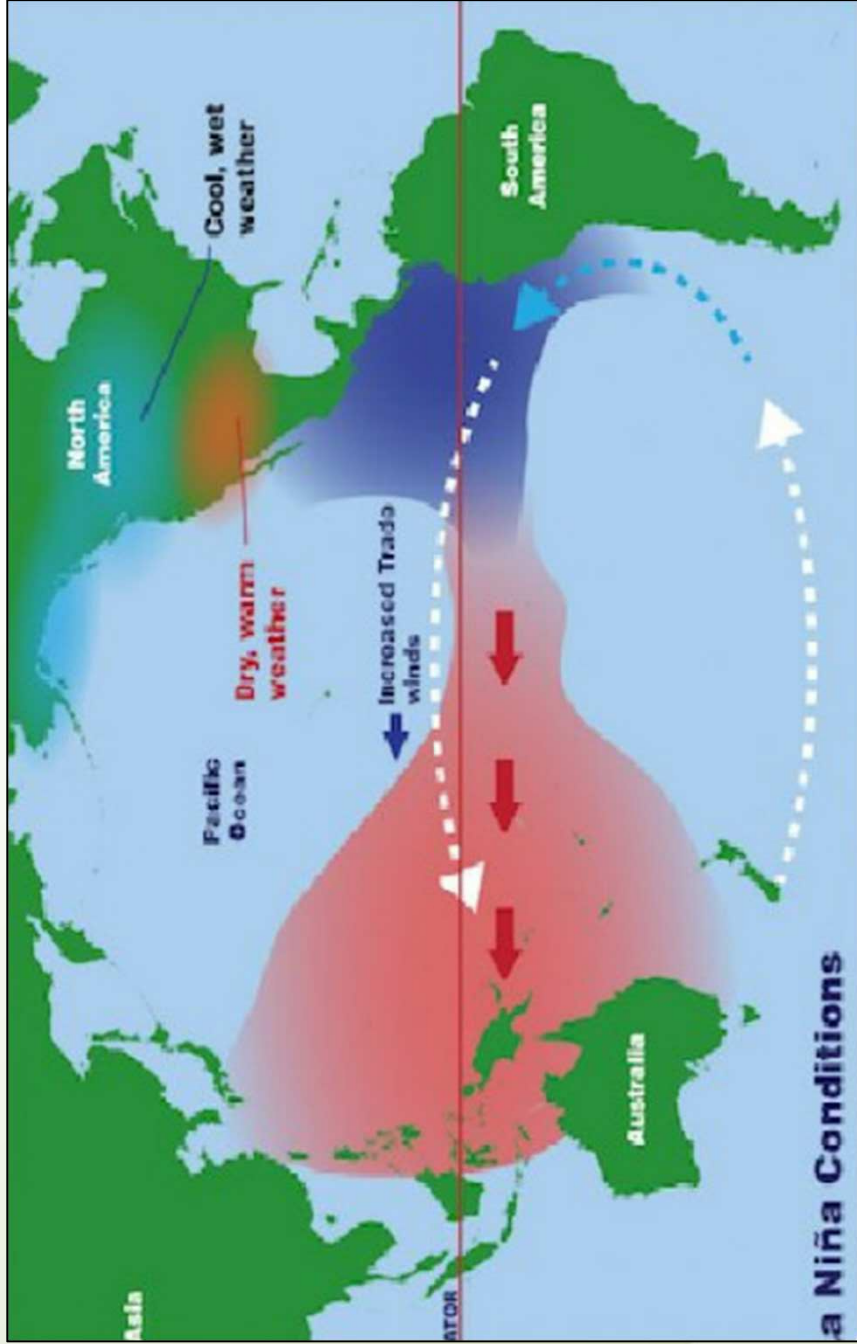 Asia
Pacific
Ocean
North
America
Cool, wet
weather
Dry, warm
weather
Increased Trade
winds
ATOR
South
America
Australia
a Niña Conditions